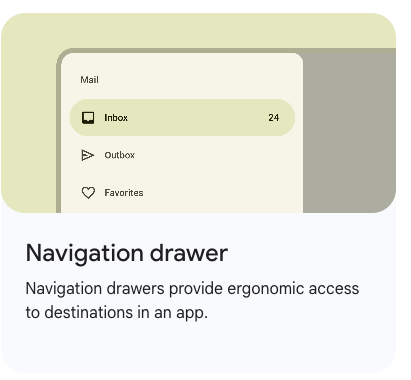 Mail
Inbox 24
Outbox
Favorites
Navigation drawer
Navigation drawers provide ergonomic access
to destinations in an app.